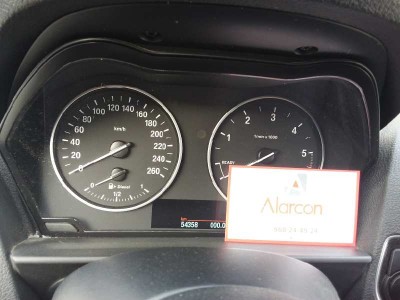 100 120 140 160
80 180
60 200
40 km/h 220
20 240
0 260
0 Diesel
1/2
3
2 4
1 1/min x 1000 5
READY
km
54358 000.0
Alarcon